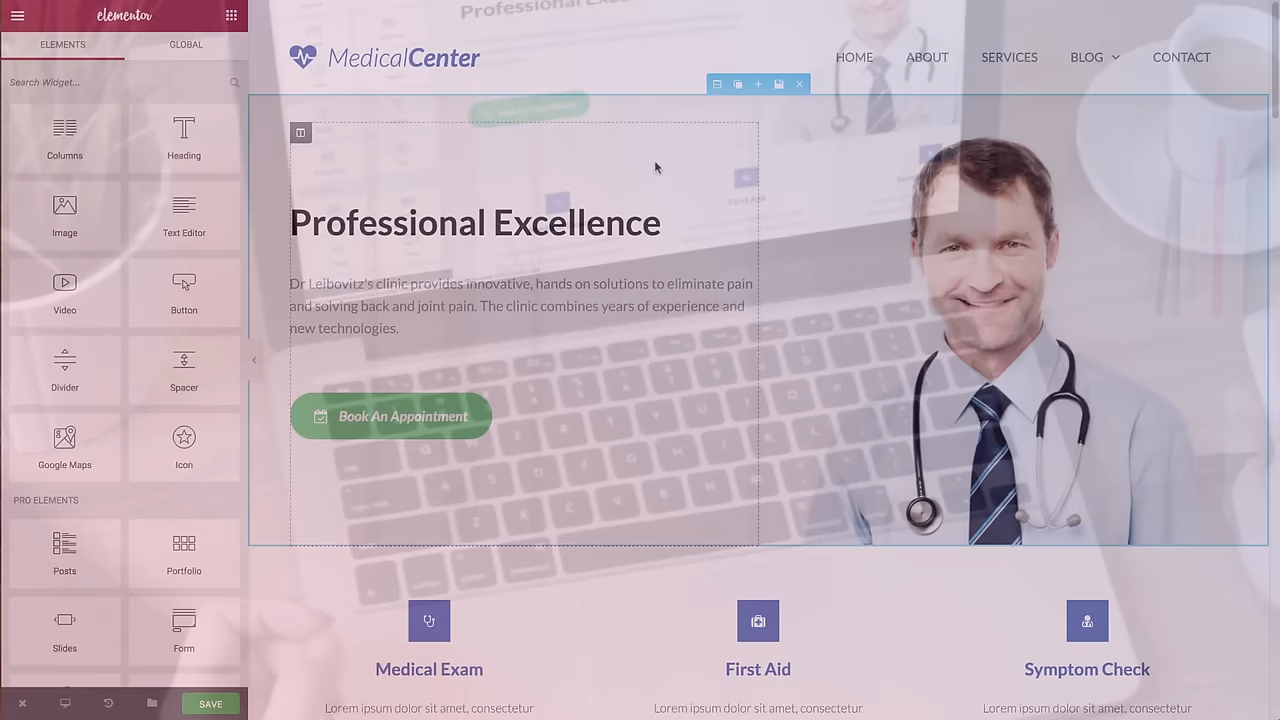 elementor
ELEMENTS
GLOBAL
Search Widget...
Columns
Heading
Image
Text Editor
Video
Button
Divider
Spacer
Google Maps
Icon
PRO ELEMENTS
Posts
Portfolio
Slides
Form
SAVE
Professional Excellence
MedicalCenter
HOME
ABOUT
SERVICES
BLOG
CONTACT
First Aid
Professional Excellence
Dr Leibovitz's clinic provides innovative, hands on solutions to eliminate pain
and solving back and joint pain. The clinic combines years of experience and
new technologies.
Book An Appointment
Medical Exam
First Aid
Symptom Check
Lorem ipsum dolor sit amet, consectetur
Lorem ipsum dolor sit amet, consectetur
Lorem ipsum dolor sit amet, consectetur